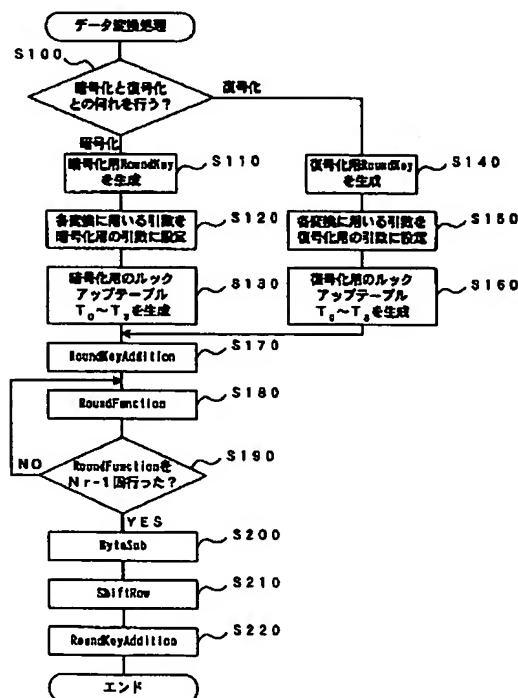 データ変換処理
S100
暗号化と復号化
との何れを行う？
復号化
暗号化
暗号化用RoundKey
を生成
S110
復号化用RoundKey
を生成
S140
各変換に用いる引数を
暗号化用の引数に設定
S120
各変換に用いる引数を
復号化用の引数に設定
S150
暗号化用のルック
アップテーブル
T₀～T₃を生成
S130
復号化用のルック
アップテーブル
T₀～T₃を生成
S160
RoundKeyAddition
S170
RoundFunction
S180
RoundFunctionを
Nr-1回行った？
S190
NO
YES
ByteSub
S200
ShiftRow
S210
RoundKeyAddition
S220
エンド